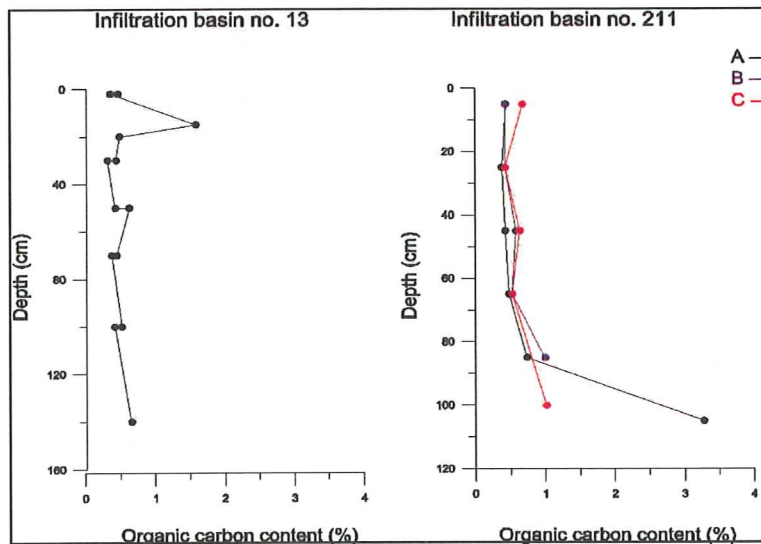 Infiltration basin no. 13
0
40
80
120
160
Depth (cm)
0
1
2
3
4
Organic carbon content (%)
Infiltration basin no. 211
A
B
C
0
20
40
60
80
100
120
Depth (cm)
0
1
2
3
4
Organic carbon content (%)